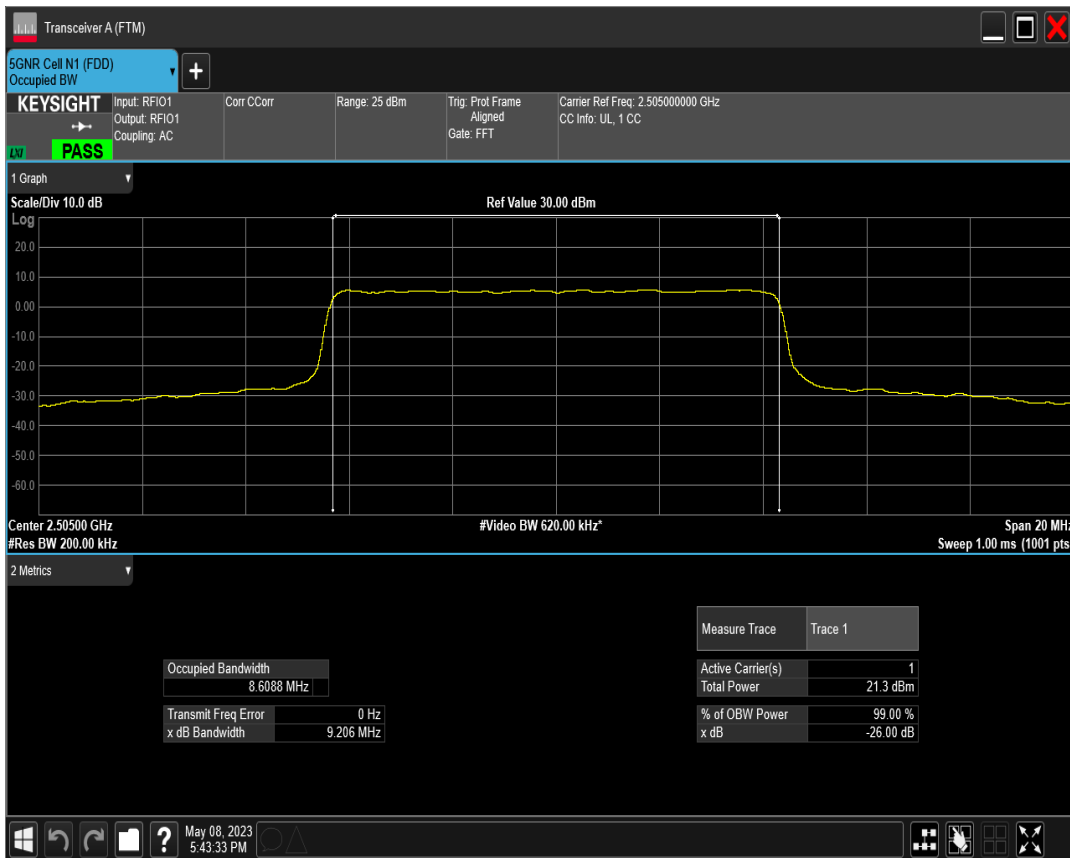 Transceiver A (FTM)
5GNR Cell N1 (FDD)
Occupied BW
+
KEYSIGHT
LXI
PASS
Input: RFIO1
Output: RFIO1
Coupling: AC
Corr CCorr
Range: 25 dBm
Trig: Prot Frame
Aligned
Gate: FFT
Carrier Ref Freq: 2.505000000 GHz
CC Info: UL, 1 CC
1 Graph
Scale/Div 10.0 dB
Ref Value 30.00 dBm
Log
20.0
10.0
0.00
-10.0
-20.0
-30.0
-40.0
-50.0
-60.0
Center 2.50500 GHz
#Video BW 620.00 kHz*
Span 20 MHz
#Res BW 200.00 kHz
Sweep 1.00 ms (1001 pts
2 Metrics
Measure Trace Trace 1
Occupied Bandwidth
8.6088 MHz
Active Carrier(s) 1
Total Power 21.3 dBm
Transmit Freq Error 0 Hz
x dB Bandwidth 9.206 MHz
% of OBW Power 99.00 %
x dB -26.00 dB
?
May 08, 2023
5:43:33 PM